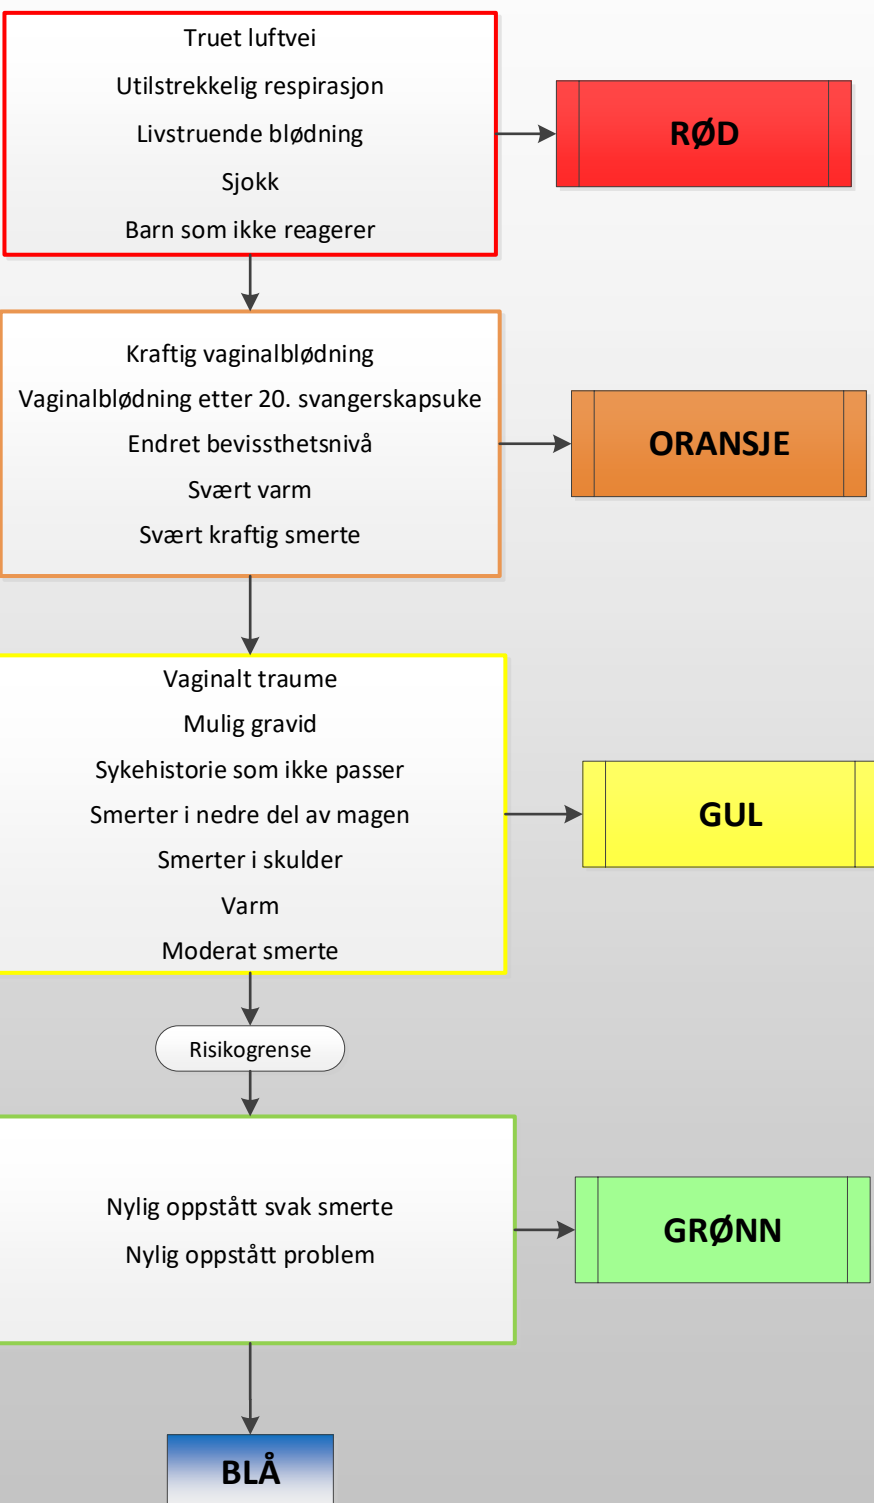 Truet luftvei
Utilstrekkelig respirasjon
Livstruende blødning
Sjokk
Barn som ikke reagerer
RØD
Kraftig vaginalblødning
Vaginalblødning etter 20. svangerskapsuke
Endret bevissthetsnivå
Svært varm
Svært kraftig smerte
ORANSJE
Vaginalt traume
Mulig gravid
Sykehistorie som ikke passer
Smerter i nedre del av magen
Smerter i skulder
Varm
Moderat smerte
GUL
Risikogrense
Nylig oppstått svak smerte
Nylig oppstått problem
GRØNN
BLÅ